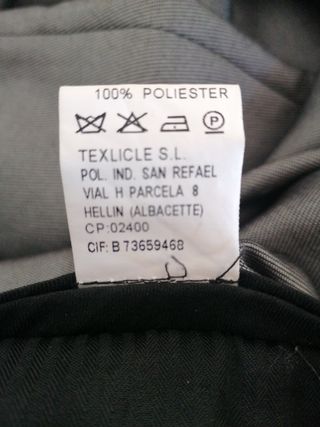 100% POLIESTER
P
TEXLICLE S.L.
POL. IND. SAN REFAEL
VIAL H PARCELA 8
HELLIN (ALBACETTE)
CP:02400
CIF: B 73659468